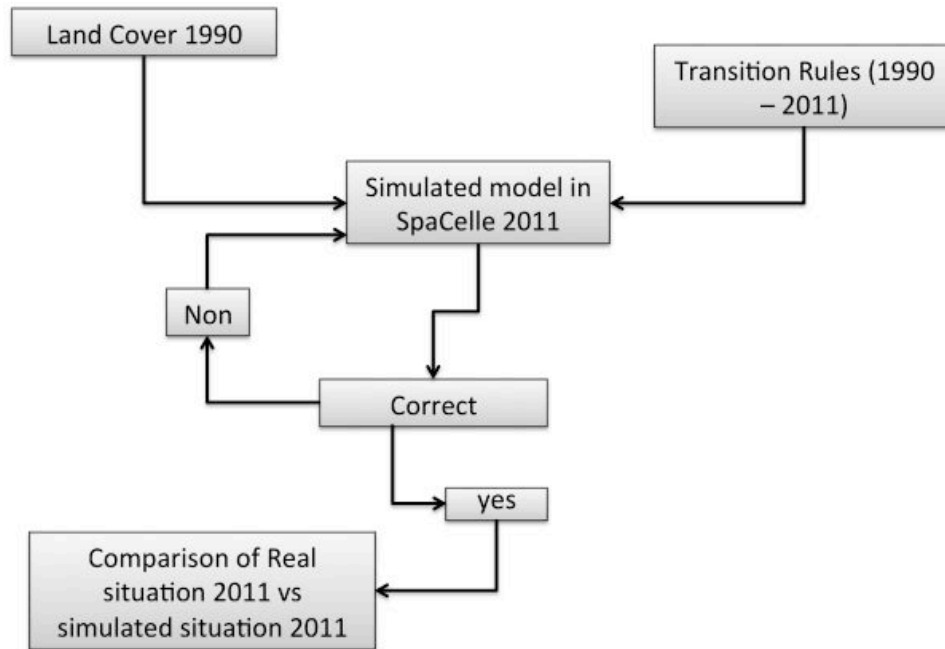 Land Cover 1990
Transition Rules (1990
– 2011)
Simulated model in
SpaCelle 2011
Non
Correct
yes
Comparison of Real
situation 2011 vs
simulated situation 2011